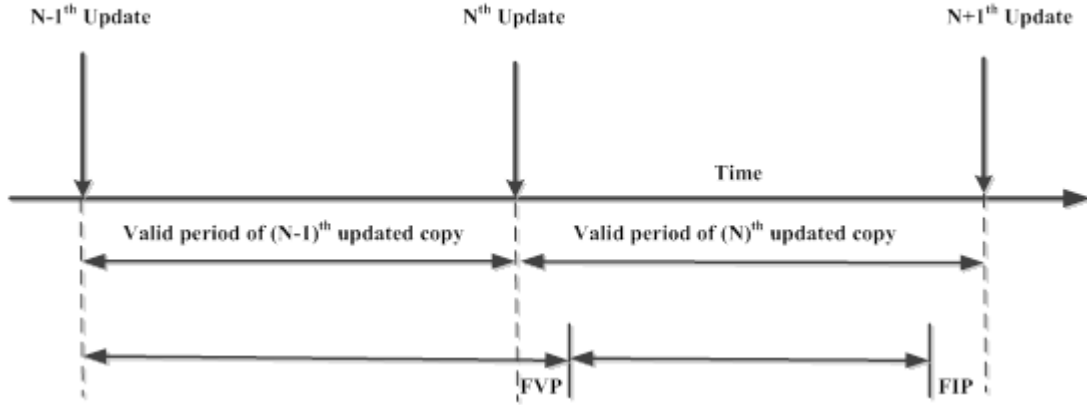 N-1th Update
Nth Update
N+1th Update
Time
Valid period of (N-1)th updated copy
Valid period of (N)th updated copy
FVP
FIP